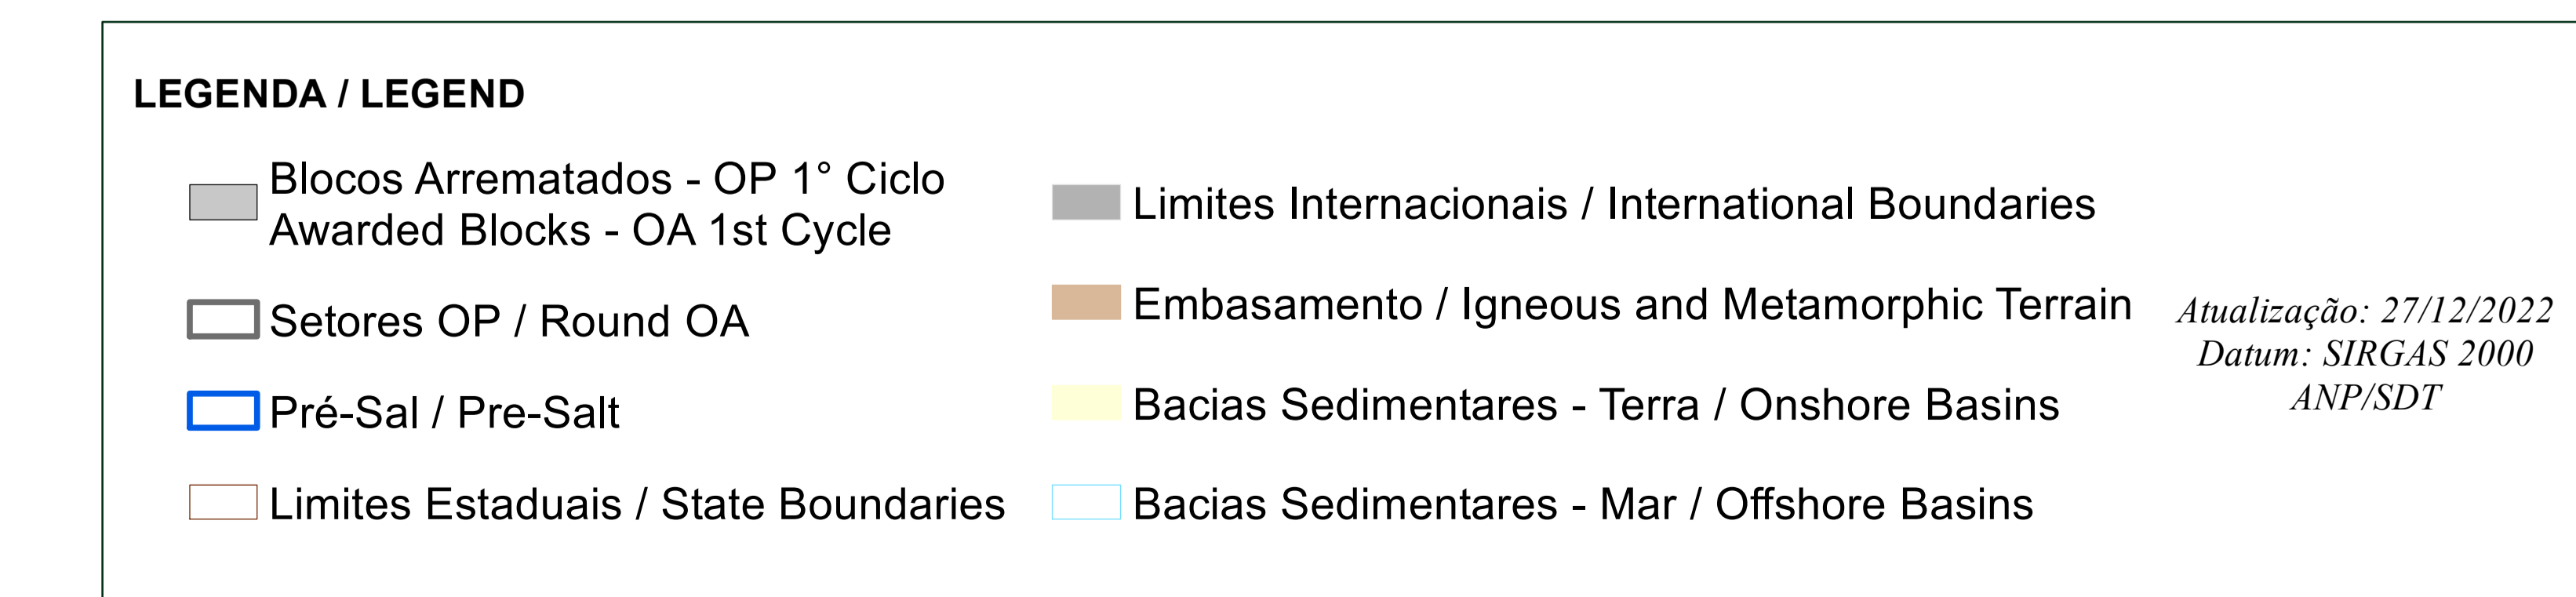 LEGENDA / LEGEND
Blocos Arrematados - OP 1° Ciclo
Awarded Blocks - OA 1st Cycle
Setores OP / Round OA
Pré-Sal / Pre-Salt
Limites Estaduais / State Boundaries
Limites Internacionais / International Boundaries
Embasamento / Igneous and Metamorphic Terrain
Bacias Sedimentares - Terra / Onshore Basins
Bacias Sedimentares - Mar / Offshore Basins
Atualização: 27/12/2022
Datum: SIRGAS 2000
ANP/SDT